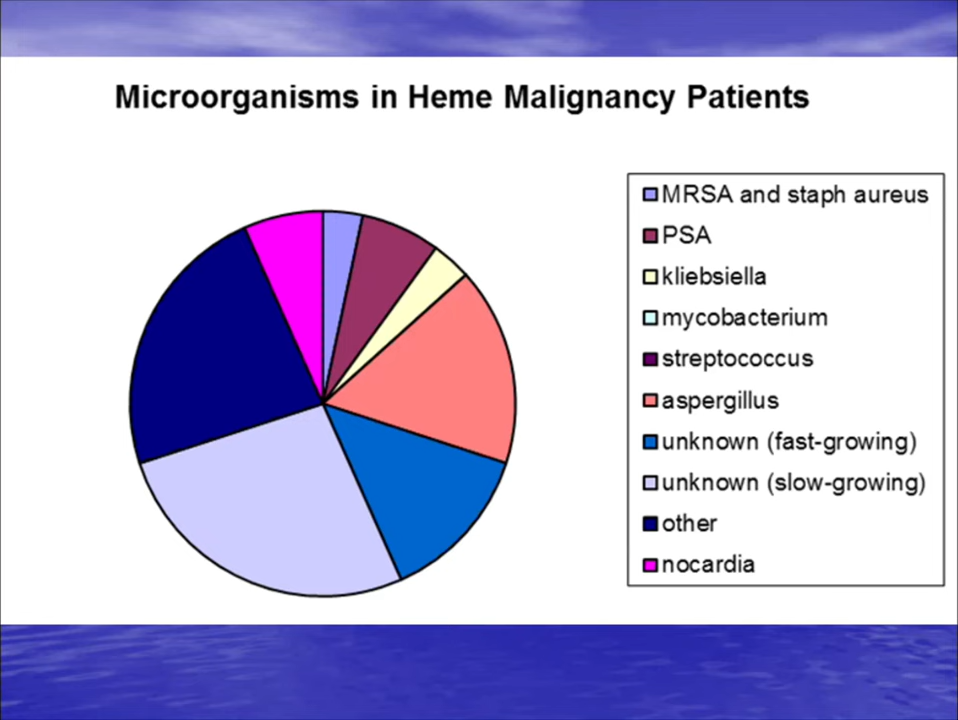 Microorganisms in Heme Malignancy Patients
MRSA and staph aureus
PSA
kliebsiella
mycobacterium
streptococcus
aspergillus
unknown (fast-growing)
unknown (slow-growing)
other
nocardia